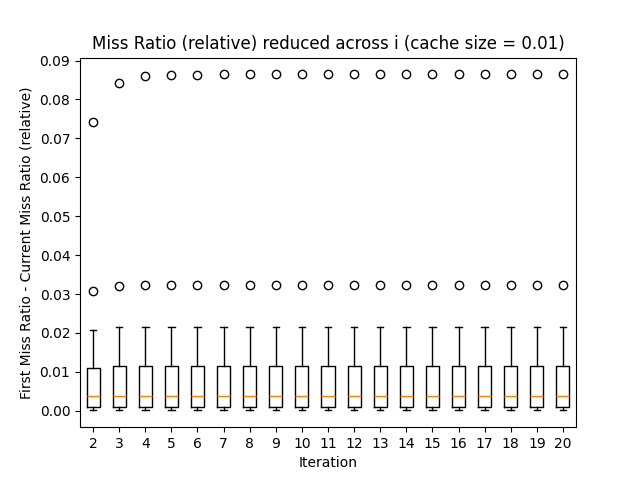 Miss Ratio (relative) reduced across i (cache size = 0.01)
First Miss Ratio - Current Miss Ratio (relative)
0.09
0.08
0.07
0.06
0.05
0.04
0.03
0.02
0.01
0.00
2 3 4 5 6 7 8 9 10 11 12 13 14 15 16 17 18 19 20
Iteration